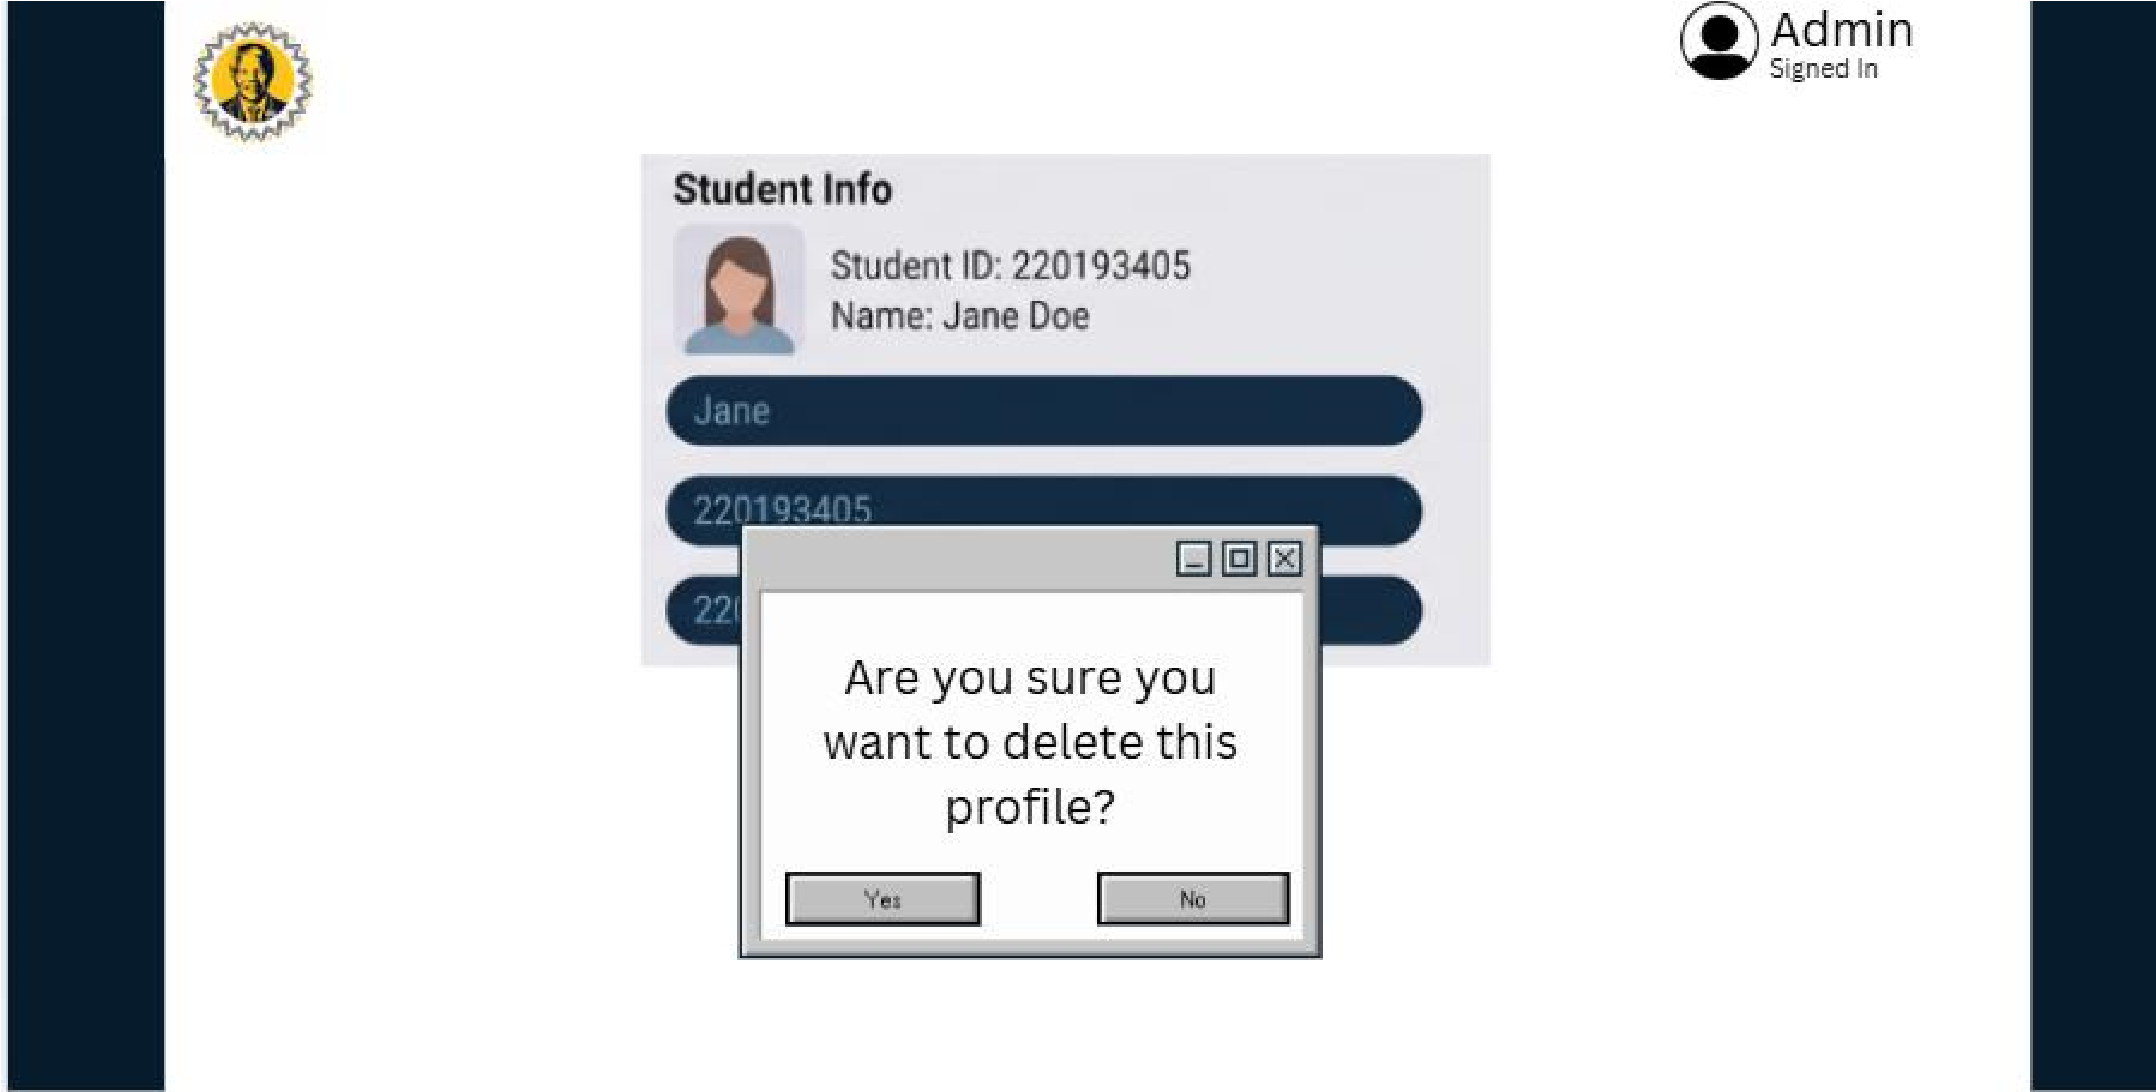 Admin
Signed In
Student Info
Student ID: 220193405
Name: Jane Doe
Jane
220193405
220
Are you sure you
want to delete this
profile?
Yes
No